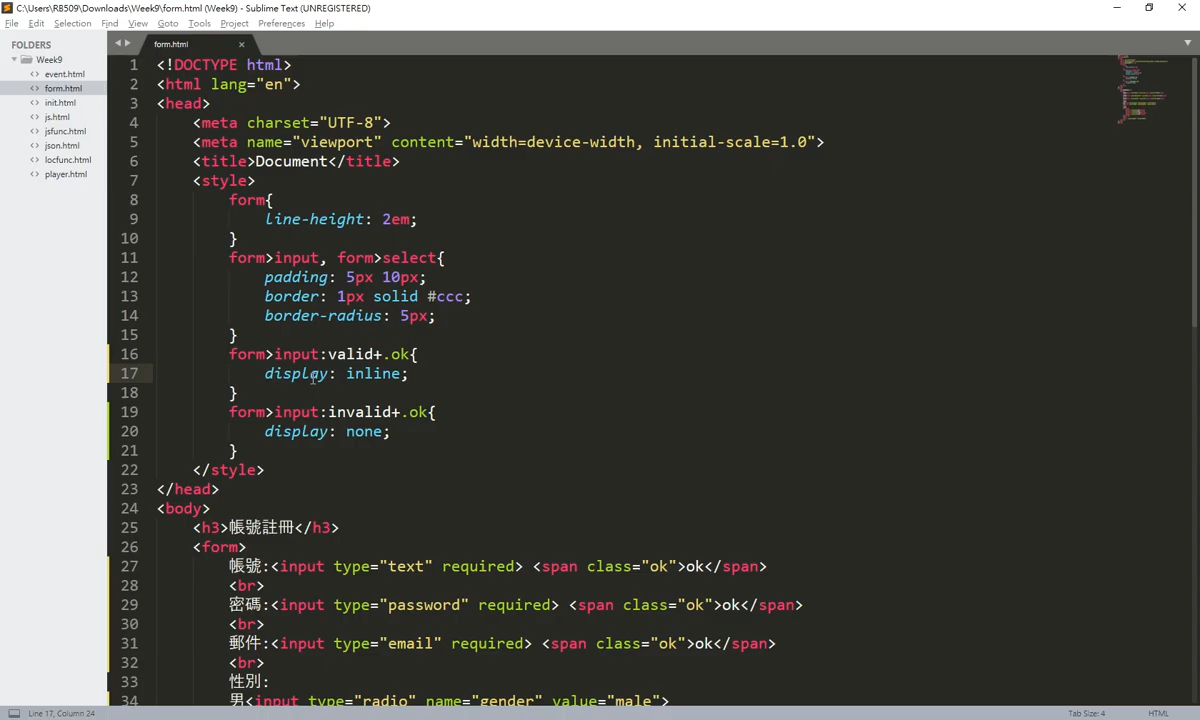 C:\Users\RB509\Downloads\Week9\form.html (Week9) - Sublime Text (UNREGISTERED)
File Edit Selection Find View Goto Tools Project Preferences Help
FOLDERS
Week9
event.html
form.html
init.html
js.html
jsfunc.html
json.html
locfunc.html
player.html
form.html
1 <!DOCTYPE html>
2 <html lang="en">
3 <head>
4 <meta charset="UTF-8">
5 <meta name="viewport" content="width=device-width, initial-scale=1.0">
6 <title>Document</title>
7 <style>
8 form{
9 line-height: 2em;
10 }
11 form>input, form>select{
12 padding: 5px 10px;
13 border: 1px solid #ccc;
14 border-radius: 5px;
15 }
16 form>input:valid+.ok{
17 display: inline;
18 }
19 form>input:invalid+.ok{
20 display: none;
21 }
22 </style>
23 </head>
24 <body>
25 <h3>帳號註冊</h3>
26 <form>
27 帳號:<input type="text" required> <span class="ok">ok</span>
28 <br>
29 密碼:<input type="password" required> <span class="ok">ok</span>
30 <br>
31 郵件:<input type="email" required> <span class="ok">ok</span>
32 <br>
33 性別:
34 男<input type="radio" name="gender" value="male">
Line 17, Column 24
Tab Size: 4
HTML